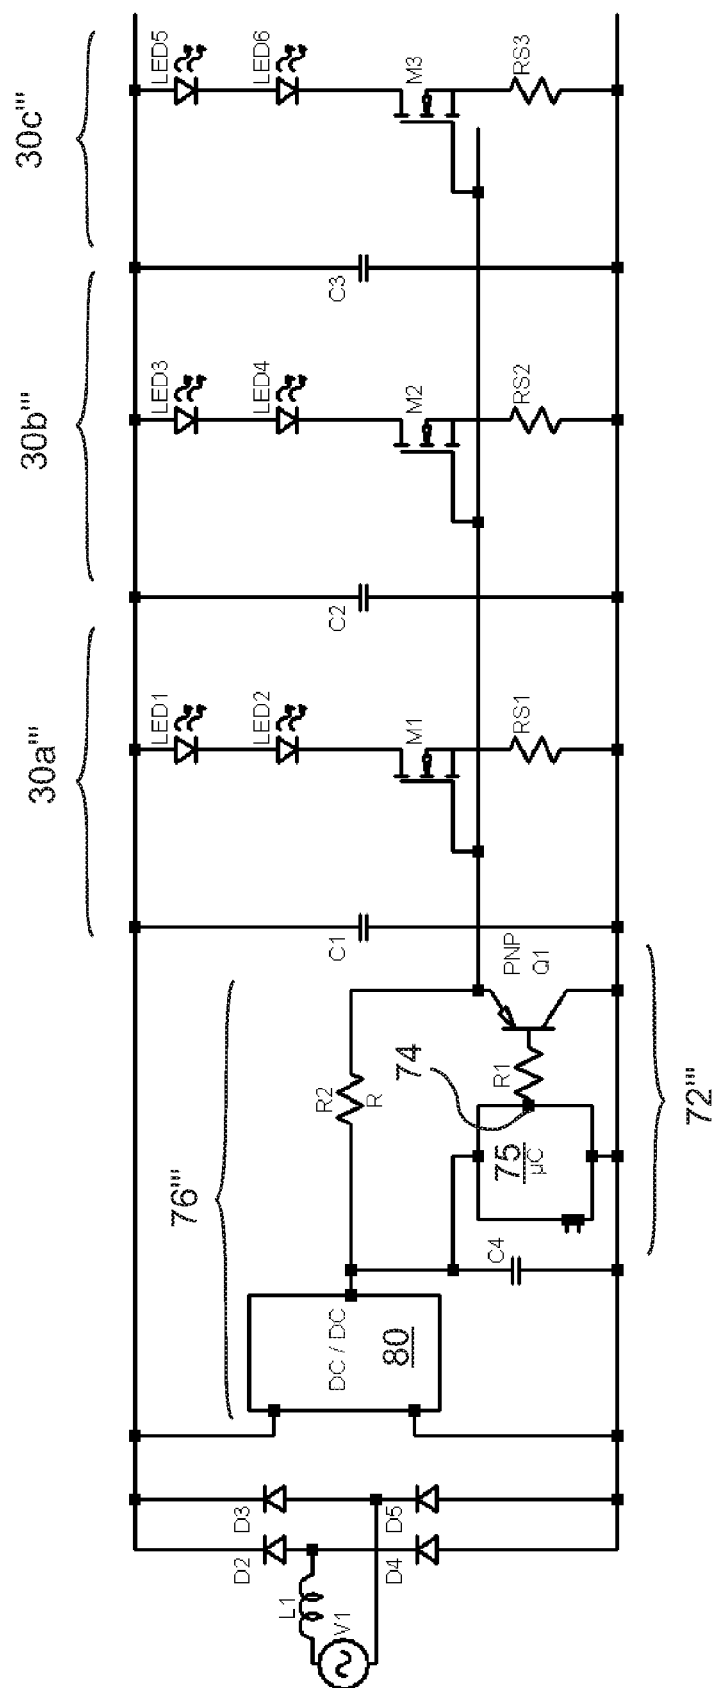 30a'''
30b'''
30c'''
LED1
LED3
LED5
LED2
LED4
LED6
M1
M2
M3
RS1
RS2
RS3
C1
C2
C3
76'''
R2
R
PNP
Q1
74
R1
75
µC
C4
72'''
DC / DC
80
D3
D5
D2
D4
L1
V1